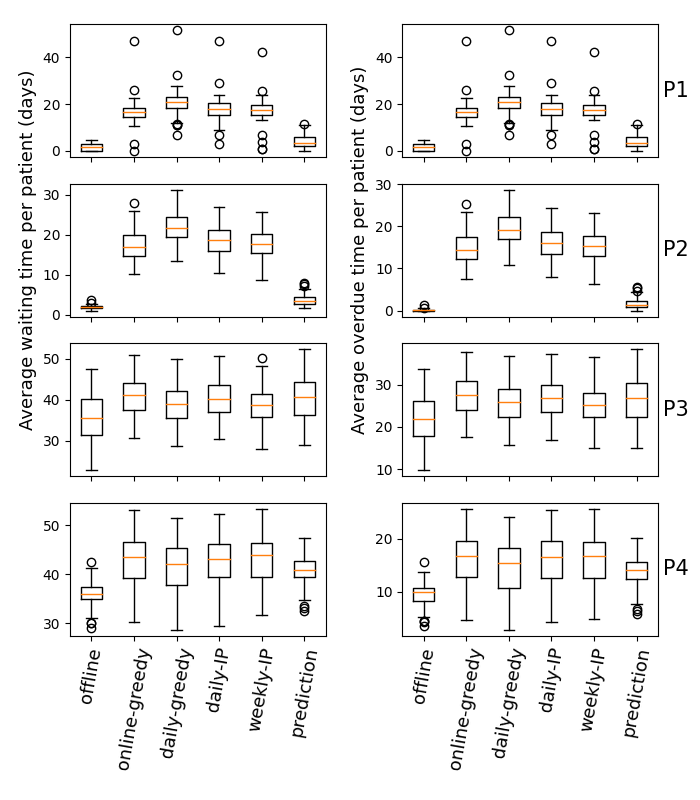 Average waiting time per patient (days)
Average overdue time per patient (days)
40
20
0
40
20
0
P1
30
20
10
0
30
20
10
0
P2
50
40
30
30
20
10
P3
50
40
30
20
10
P4
offline
online-greedy
daily-greedy
daily-IP
weekly-IP
prediction
offline
online-greedy
daily-greedy
daily-IP
weekly-IP
prediction